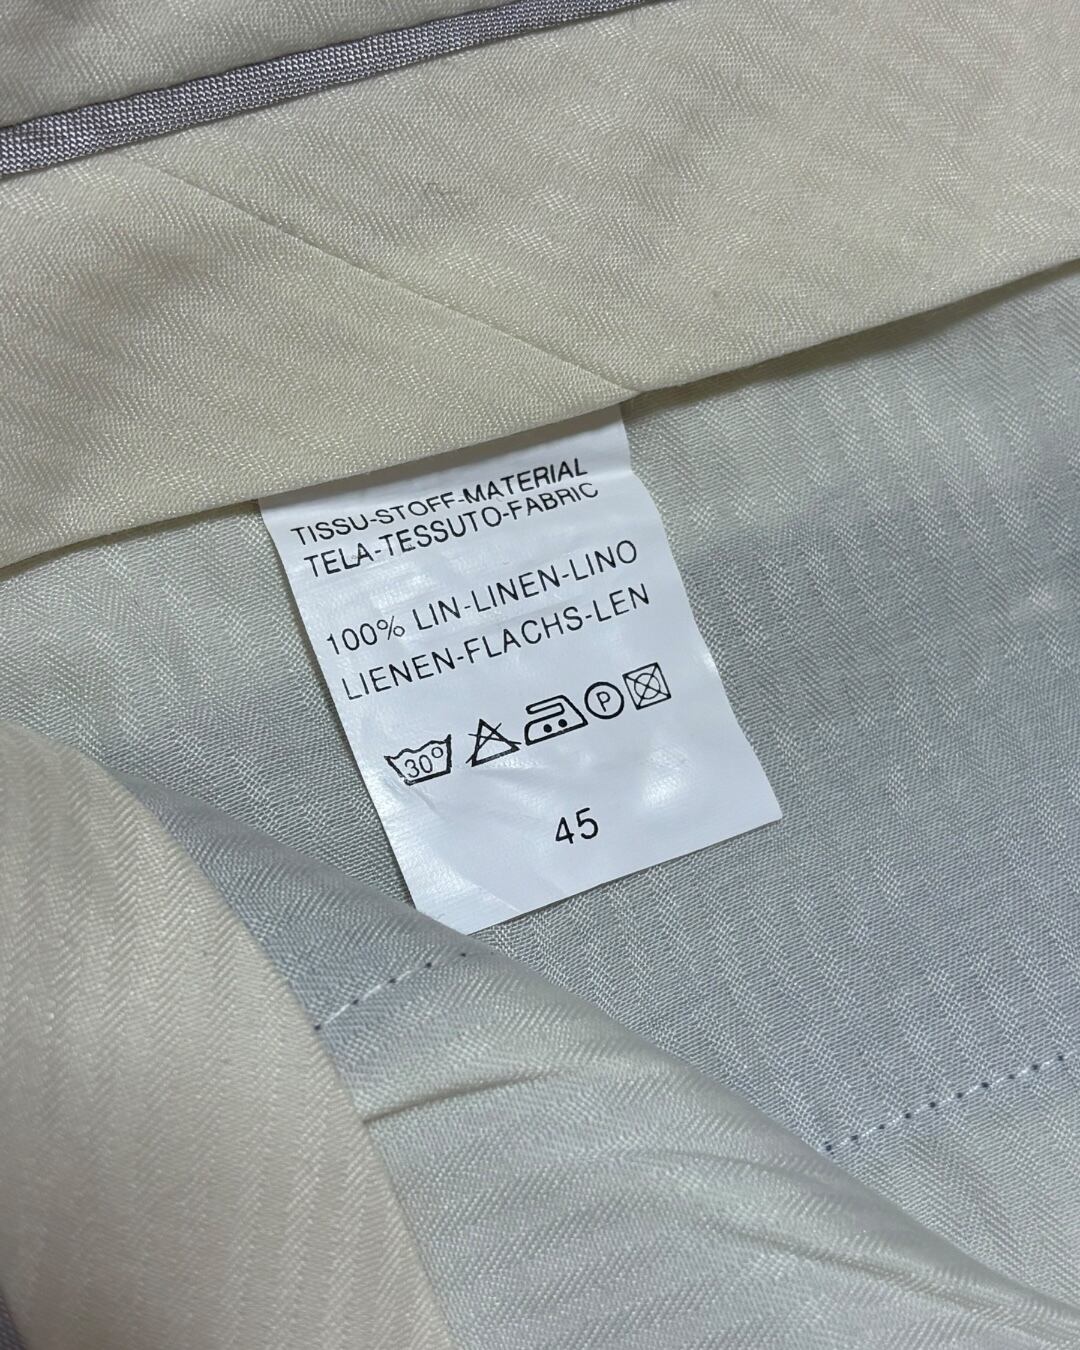 TISSU-STOFF-MATERIAL
TELA-TESSUTO-FABRIC
100% LIN-LINEN-LINO
LIENEN-FLACHS-LEN
30° P
45